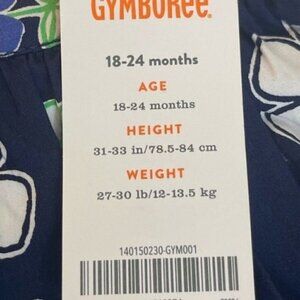 GYMBOREE
18-24 months
AGE
18-24 months
HEIGHT
31-33 in/78.5-84 cm
WEIGHT
27-30 lb/12-13.5 kg
140150230-GYM001